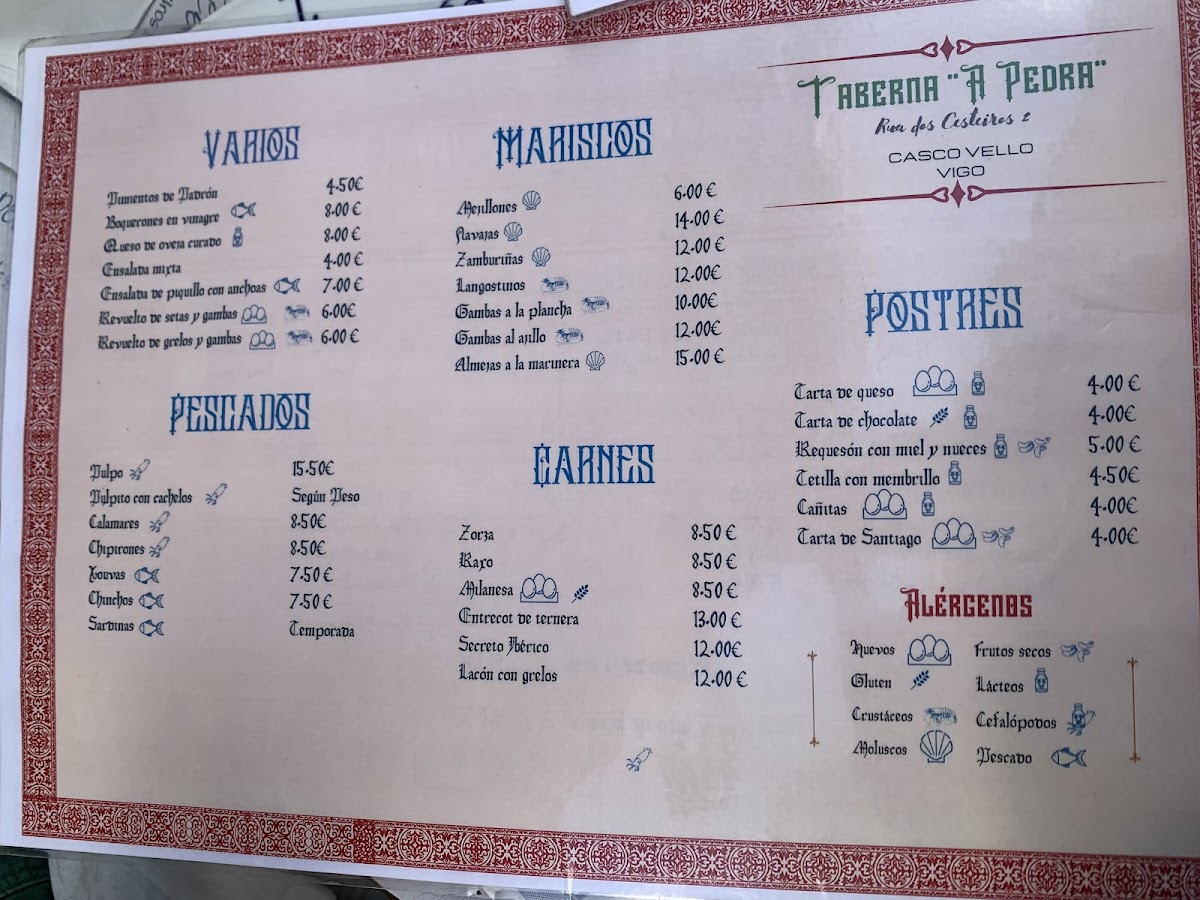 VARIOS
Pimientos de Padrón 4.50€
Boquerones en vinagre 8.00 €
Queso de oveja curado 8.00 €
Ensalada mixta 4.00 €
Ensalada de piquillo con anchoas 7.00 €
Revuelto de setas y gambas 6.00€
Revuelto de grelos y gambas 6.00 €
PESCADOS
Pulpo 15.50€
Pulpito con cachelos Según Peso
Calamares 8.50€
Chipirones 8.50€
Xouvas 7.50 €
Chinchos 7.50 €
Sardinas Temporada
MARISCOS
Mejillones 6.00 €
Navajas 14.00 €
Zamburiñas 12.00 €
Langostinos 12.00€
Gambas a la plancha 10.00€
Gambas al ajillo 12.00€
Almejas a la marinera 15.00 €
CARNES
Zorza 8.50 €
Raxo 8.50 €
Milanesa 8.50 €
Entrecot de ternera 13.00 €
Secreto Ibérico 12.00€
Lacón con grelos 12.00 €
TABERNA "A PEDRA"
Rua dos Cesteiros 2
CASCO VELLO
VIGO
POSTRES
Tarta de queso 4.00 €
Tarta de chocolate 4.00€
Requesón con miel y nueces 5.00 €
Tetilla con membrillo 4.50€
Cañitas 4.00€
Tarta de Santiago 4.00€
ALÉRGENOS
Huevos Frutos secos
Gluten Lácteos
Crustáceos Cefalópodos
Moluscos Pescado